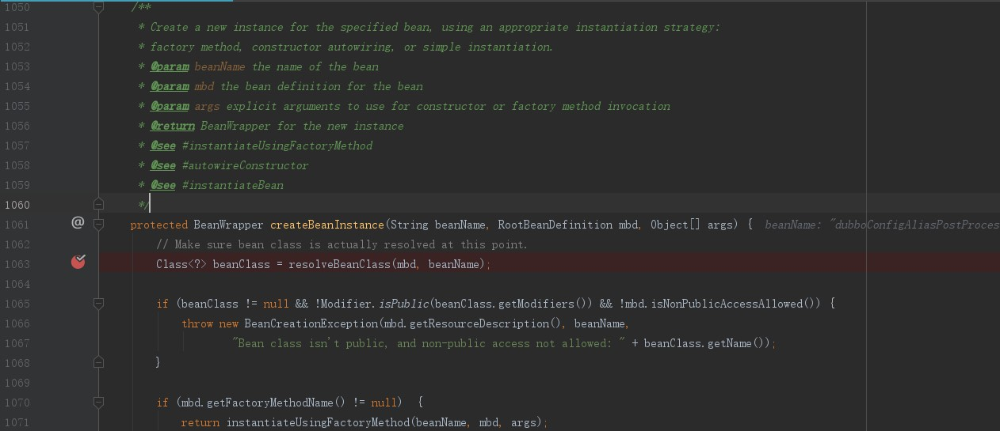 1050 /**
1051 * Create a new instance for the specified bean, using an appropriate instantiation strategy:
1052 * factory method, constructor autowiring, or simple instantiation.
1053 * @param beanName the name of the bean
1054 * @param mbd the bean definition for the bean
1055 * @param args explicit arguments to use for constructor or factory method invocation
1056 * @return BeanWrapper for the new instance
1057 * @see #instantiateUsingFactoryMethod
1058 * @see #autowireConstructor
1059 * @see #instantiateBean
1060 */
1061 @ protected BeanWrapper createBeanInstance(String beanName, RootBeanDefinition mbd, Object[] args) { beanName: "dubboConfigAliasPostProces
1062 // Make sure bean class is actually resolved at this point.
1063 Class<?> beanClass = resolveBeanClass(mbd, beanName);
1064
1065 if (beanClass != null && !Modifier.isPublic(beanClass.getModifiers()) && !mbd.isNonPublicAccessAllowed()) {
1066 throw new BeanCreationException(mbd.getResourceDescription(), beanName,
1067 "Bean class isn't public, and non-public access not allowed: " + beanClass.getName());
1068 }
1069
1070 if (mbd.getFactoryMethodName() != null) {
1071 return instantiateUsingFactoryMethod(beanName, mbd, args);